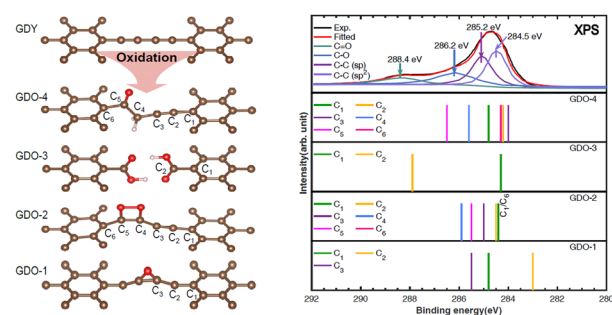 GDY
Oxidation
GDO-4
C5
C4
C6
C3 C2 C1
GDO-3
C2
C1
GDO-2
C6 C5 C4 C3 C2 C1
GDO-1
C3 C2 C1
XPS
Exp.
Fitted
C=O
C-O
C-C (sp)
C-C (sp2)
288.4 eV
286.2 eV
285.2 eV
284.5 eV
GDO-4
C1 C2
C3 C4
C5 C6
GDO-3
C1 C2
GDO-2
C1 C2
C3 C4
C5 C6
C1/C6
GDO-1
C1 C2
C3
Intensity(arb. unit)
292 290 288 286 284 282 280
Binding energy(eV)